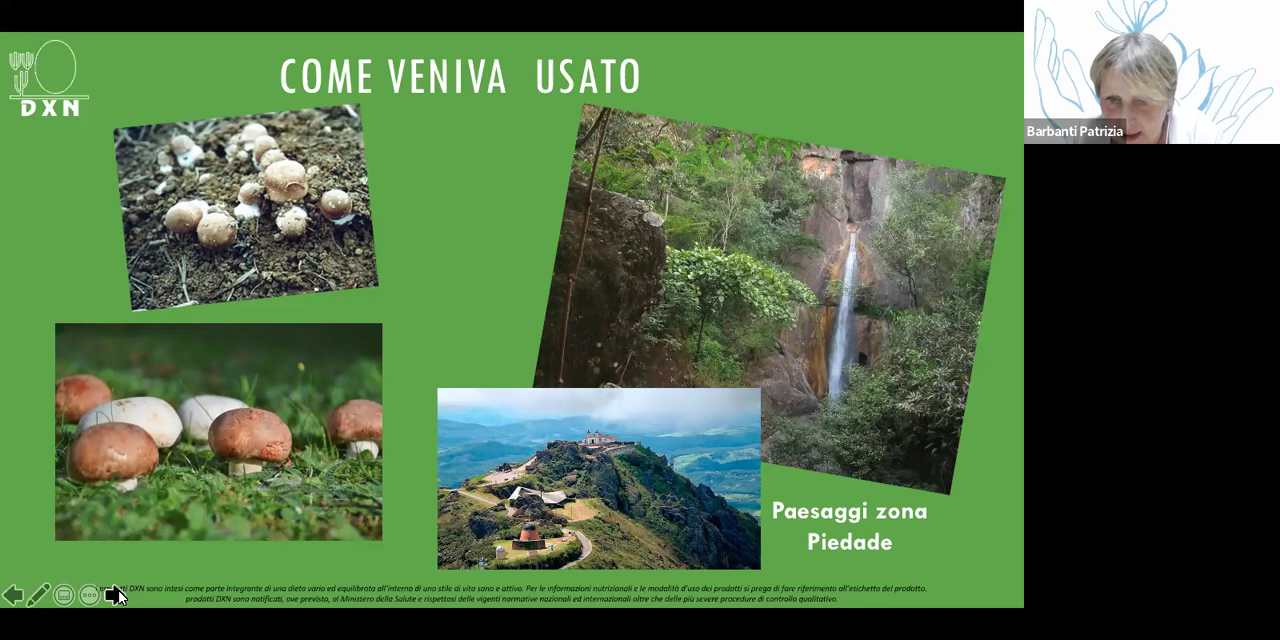 COME VENIVA USATO
DXN
Barbanti Patrizia
Paesaggi zona
Piedade
prodotti DXN sono intesi come parte integrante di una dieta varia ed equilibrata all'interno di uno stile di vita sano e attivo. Per le informazioni nutrizionali e le modalità d'uso dei prodotti si prega di fare riferimento all'etichetta del prodotto.
prodotti DXN sono notificati, ove previsto, al Ministero della Salute e rispettosi delle vigenti normative nazionali ed internazionali oltre che delle più severe procedure di controllo qualitativo.